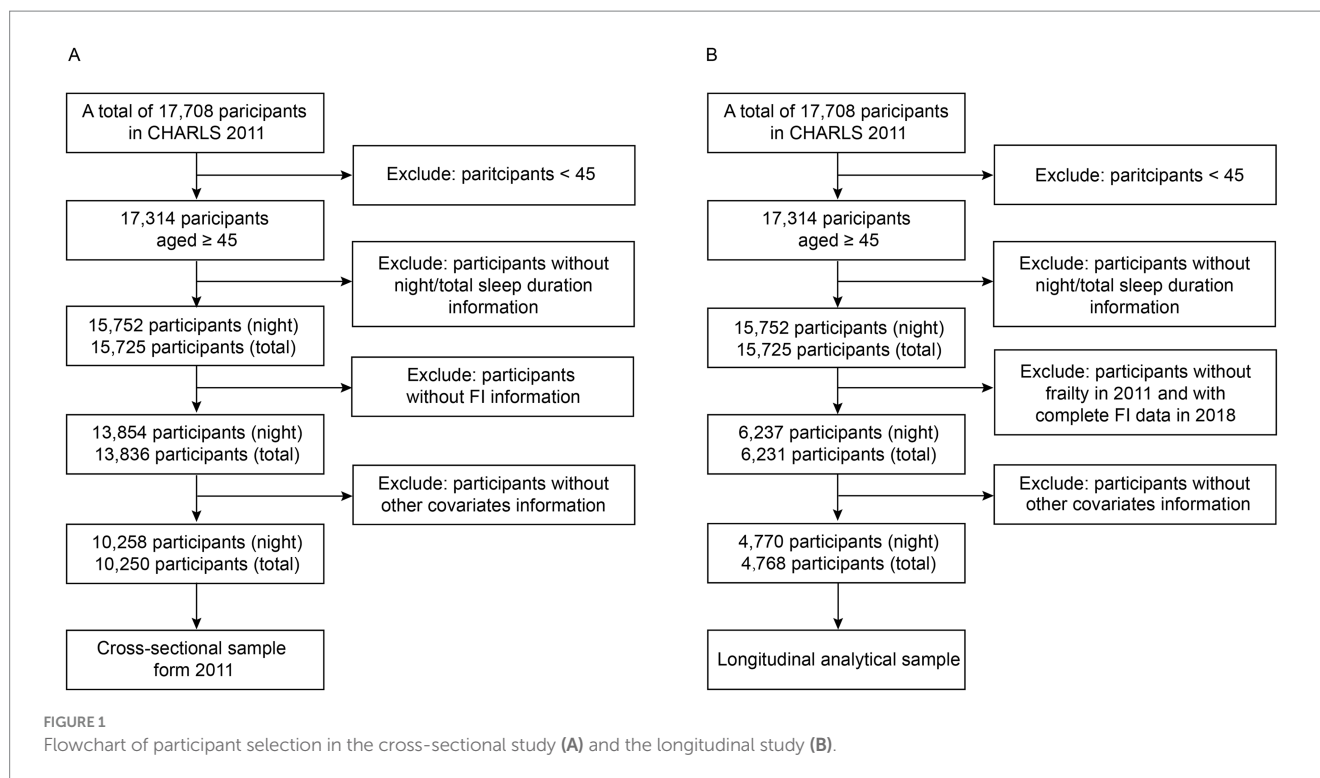 A
A total of 17,708 paricipants
in CHARLS 2011
Exclude: paritcipants < 45
17,314 paricipants
aged ≥ 45
Exclude: participants without
night/total sleep duration
information
15,752 participants (night)
15,725 participants (total)
Exclude: participants
without FI information
13,854 participants (night)
13,836 participants (total)
Exclude: participants without
other covariates information
10,258 participants (night)
10,250 participants (total)
Cross-sectional sample
form 2011
B
A total of 17,708 paricipants
in CHARLS 2011
Exclude: paritcipants < 45
17,314 paricipants
aged ≥ 45
Exclude: participants without
night/total sleep duration
information
15,752 participants (night)
15,725 participants (total)
Exclude: participants without
frailty in 2011 and with
complete FI data in 2018
6,237 participants (night)
6,231 participants (total)
Exclude: participants without
other covariates information
4,770 participants (night)
4,768 participants (total)
Longitudinal analytical sample
FIGURE 1
Flowchart of participant selection in the cross-sectional study (A) and the longitudinal study (B).